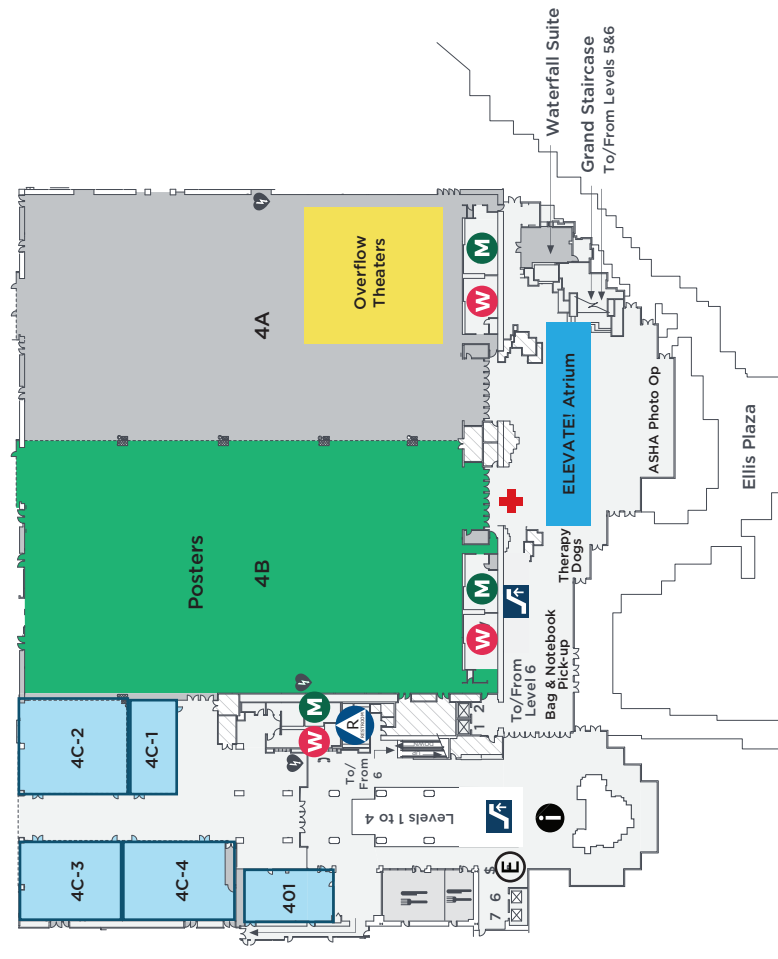 Waterfall Suite
Grand Staircase
To/From Levels 5&6
Overflow
Theaters
4A
M
W
ELEVATE! Atrium
ASHA Photo Op
Ellis Plaza
Posters
4B
M
W
Therapy
Dogs
To/From
Level 6
Bag & Notebook
Pick-up
4C-2
4C-1
M
W
R
RESTROOM
1 2
DOWN
To/
From
6
Levels 1 to 4
i
4C-3
4C-4
401
$
E
7 6